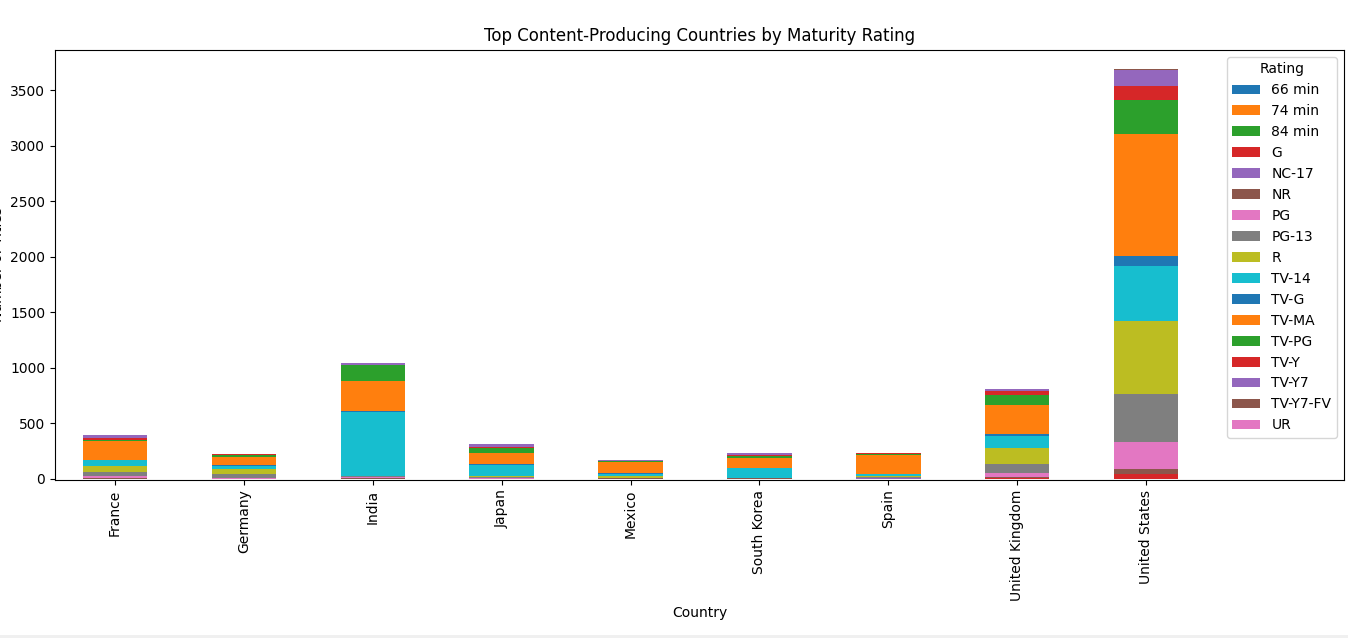 Top Content-Producing Countries by Maturity Rating
3500
3000
2500
2000
1500
1000
500
0
Rating
66 min
74 min
84 min
G
NC-17
NR
PG
PG-13
R
TV-14
TV-G
TV-MA
TV-PG
TV-Y
TV-Y7
TV-Y7-FV
UR
France
Germany
India
Japan
Mexico
South Korea
Spain
United Kingdom
United States
Country